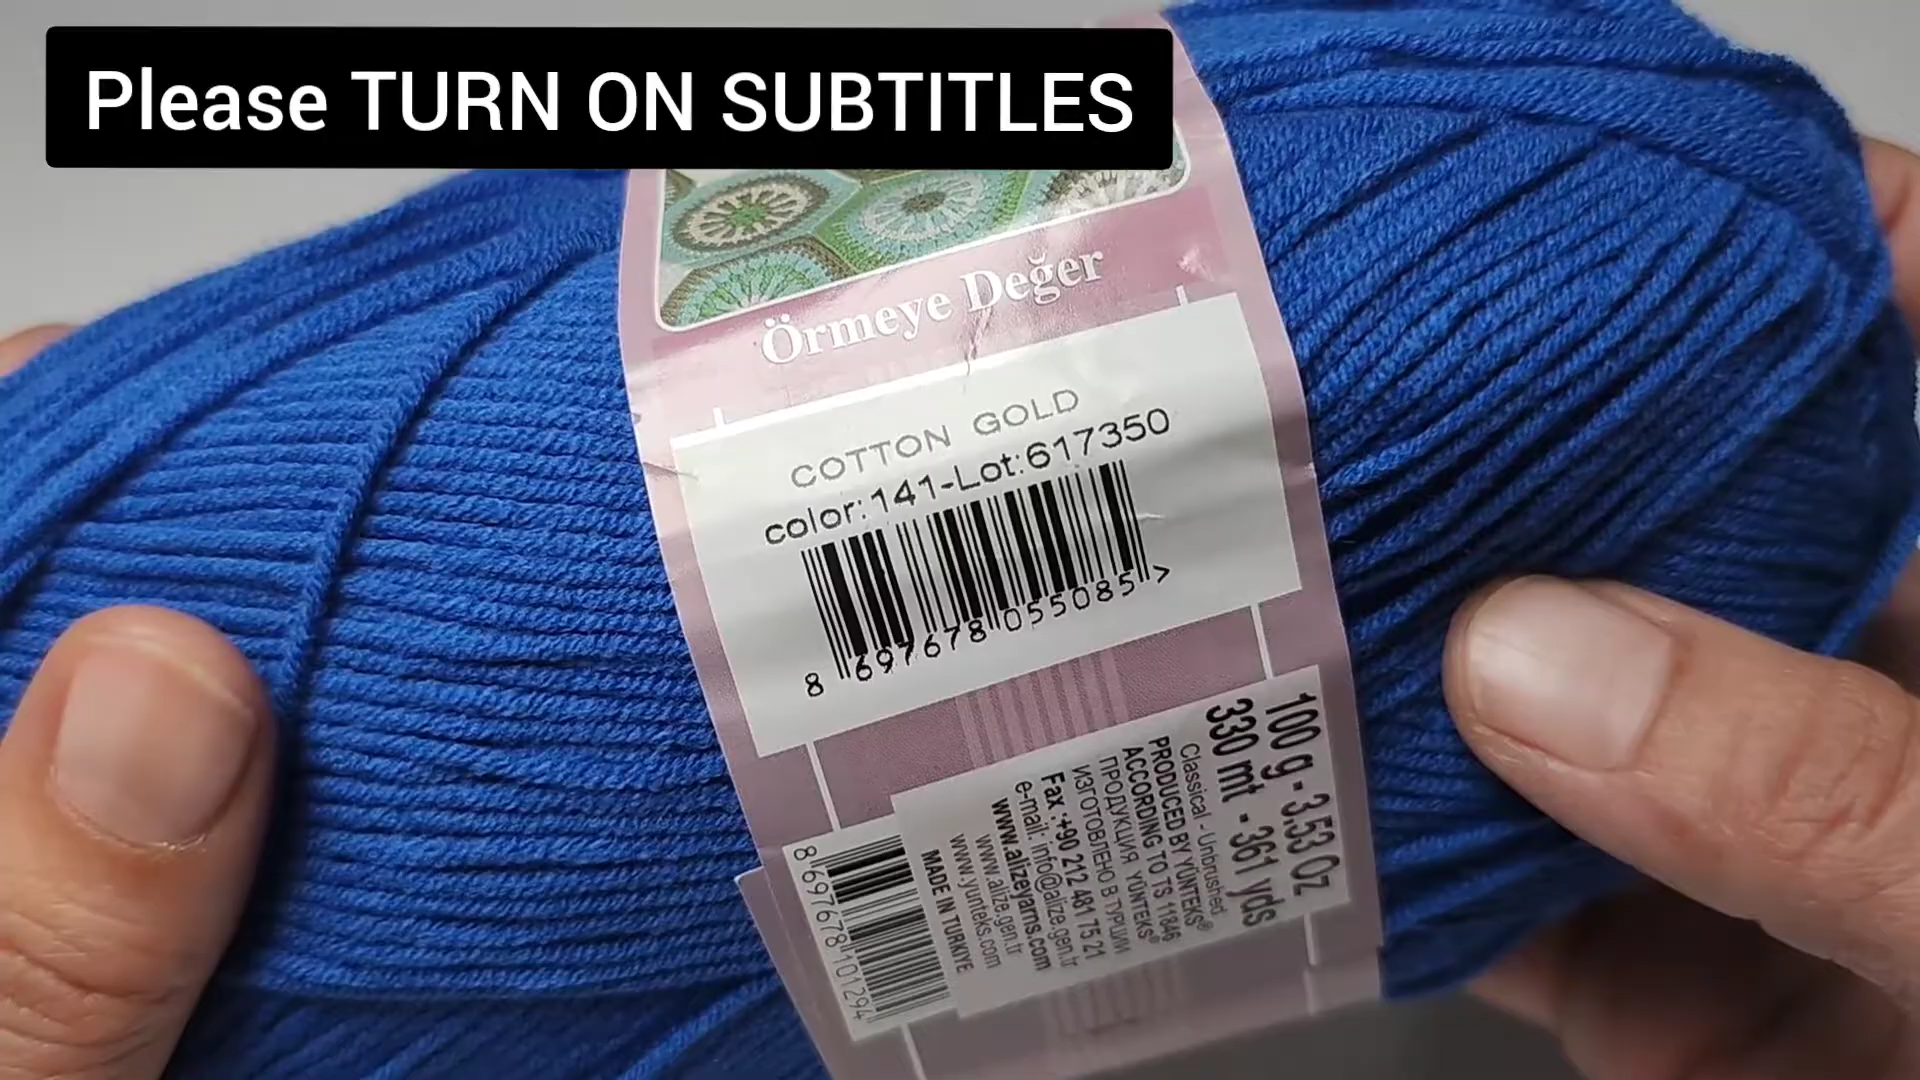 Please TURN ON SUBTITLES
Örmeye Değer
COTTON GOLD
color:141-Lot:617350
8 697678 055085 >
100 g - 3.53 Oz
330 mt - 361 yds
Classical - Unbrushed
PRODUCED BY YÜNTEKS®
ACCORDING TO TS 11846
ПРОДУКЦИЯ YÜNTEKS®
ИЗГОТОВЛЕНО В ТУРЦИИ
Fax :+90 212 481 75 21
e-mail: info@alize.gen.tr
www.alizeyarns.com
www.alize.gen.tr
www.yunteks.com
MADE IN TURKIYE
8 697678 101294